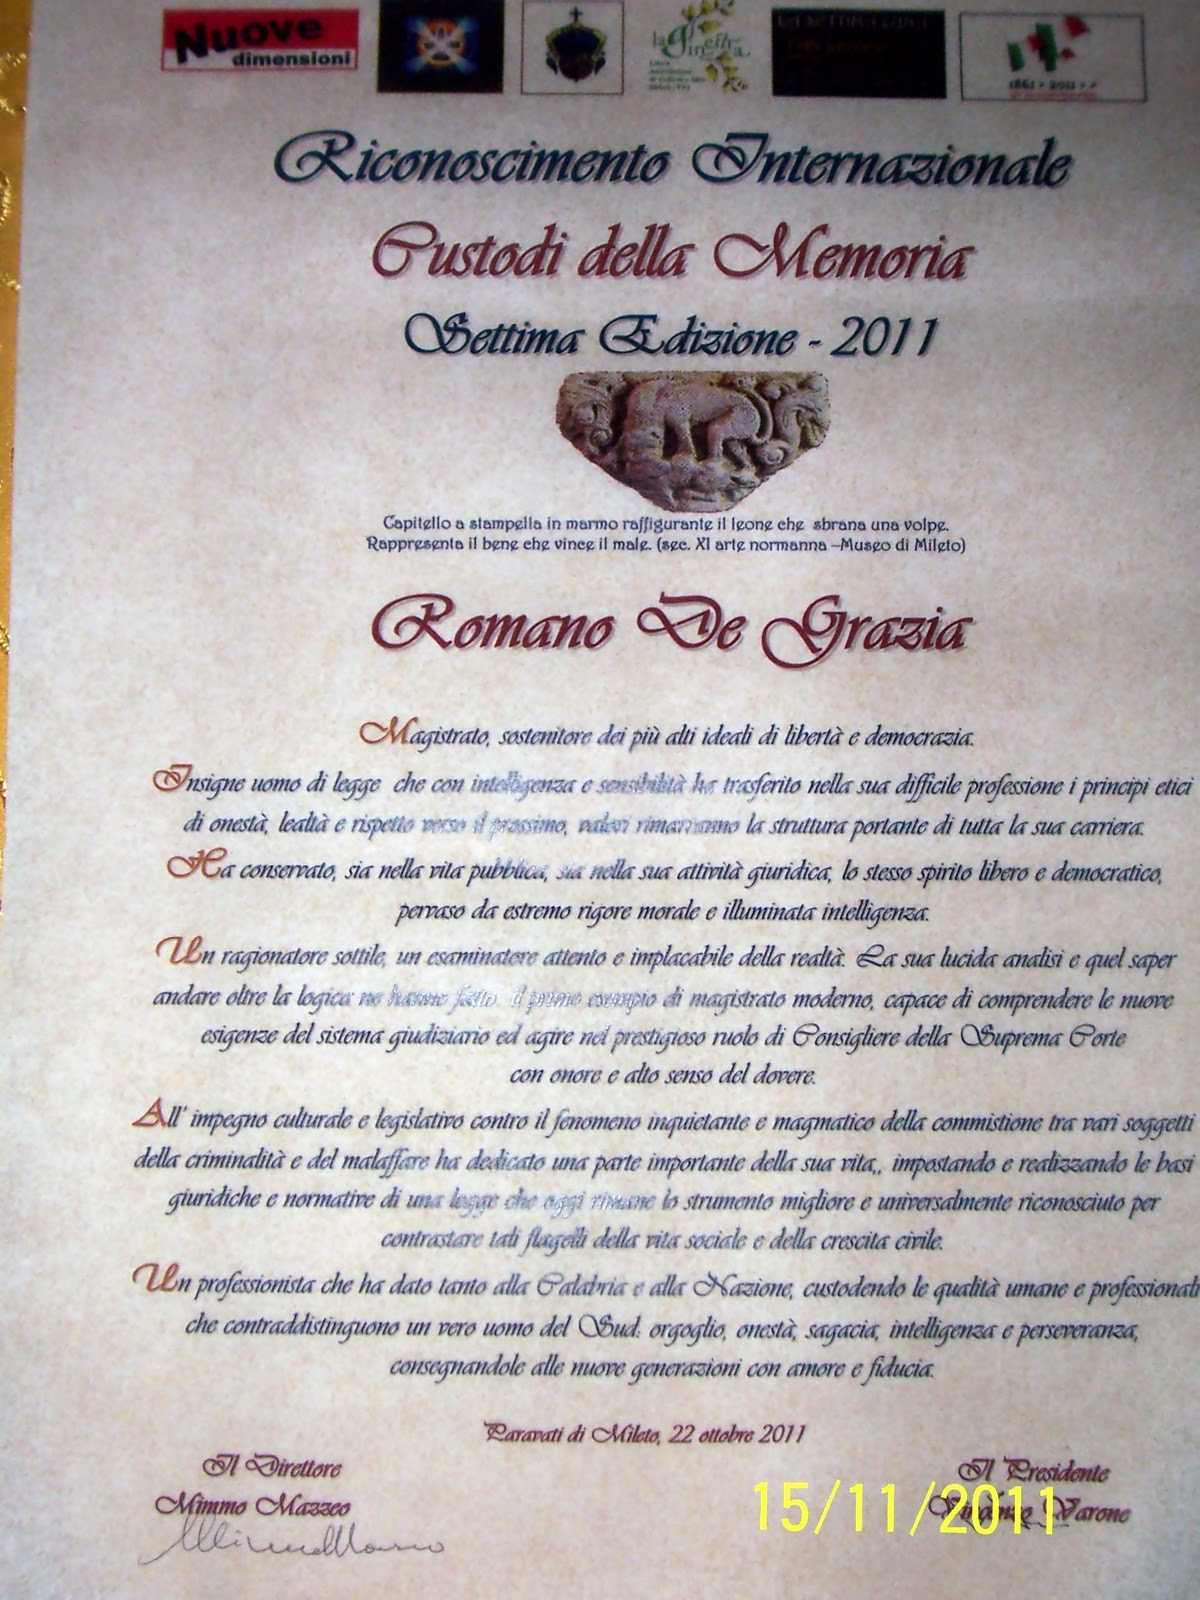 Nuove
dimensioni
la Ginestra
1861 > 2011 > >
Riconoscimento Internazionale
Custodi della Memoria
Settima Edizione - 2011
Capitello a stampella in marmo raffigurante il leone che sbrana una volpe.
Rappresenta il bene che vince il male. (sec. XI arte normanna –Museo di Mileto)
Romano De Grazia
Magistrato, sostenitore dei più alti ideali di libertà e democrazia.
Insigne uomo di legge che con intelligenza e sensibilità ha trasferito nella sua difficile professione i principi etici
di onestà, lealtà e rispetto verso il prossimo, valori rimarranno la struttura portante di tutta la sua carriera.
Ha conservato, sia nella vita pubblica, sia nella sua attività giuridica, lo stesso spirito libero e democratico,
pervaso da estremo rigore morale e illuminata intelligenza.
Un ragionatore sottile, un esaminatore attento e implacabile della realtà. La sua lucida analisi e quel saper
andare oltre la logica ne hanno fatto il primo esempio di magistrato moderno, capace di comprendere le nuove
esigenze del sistema giudiziario ed agire nel prestigioso ruolo di Consigliere della Suprema Corte
con onore e alto senso del dovere.
All' impegno culturale e legislativo contro il fenomeno inquietante e magmatico della commistione tra vari soggetti
della criminalità e del malaffare ha dedicato una parte importante della sua vita,, impostando e realizzando le basi
giuridiche e normative di una legge che oggi rimane lo strumento migliore e universalmente riconosciuto per
contrastare tali flagelli della vita sociale e della crescita civile.
Un professionista che ha dato tanto alla Calabria e alla Nazione, custodendo le qualità umane e professionali
che contraddistinguono un vero uomo del Sud: orgoglio, onestà, sagacia, intelligenza e perseveranza,
consegnandole alle nuove generazioni con amore e fiducia.
Paravati di Mileto, 22 ottobre 2011
Il Direttore
Mimmo Mazzeo
Il Presidente
Vincenzo Varone
15/11/2011